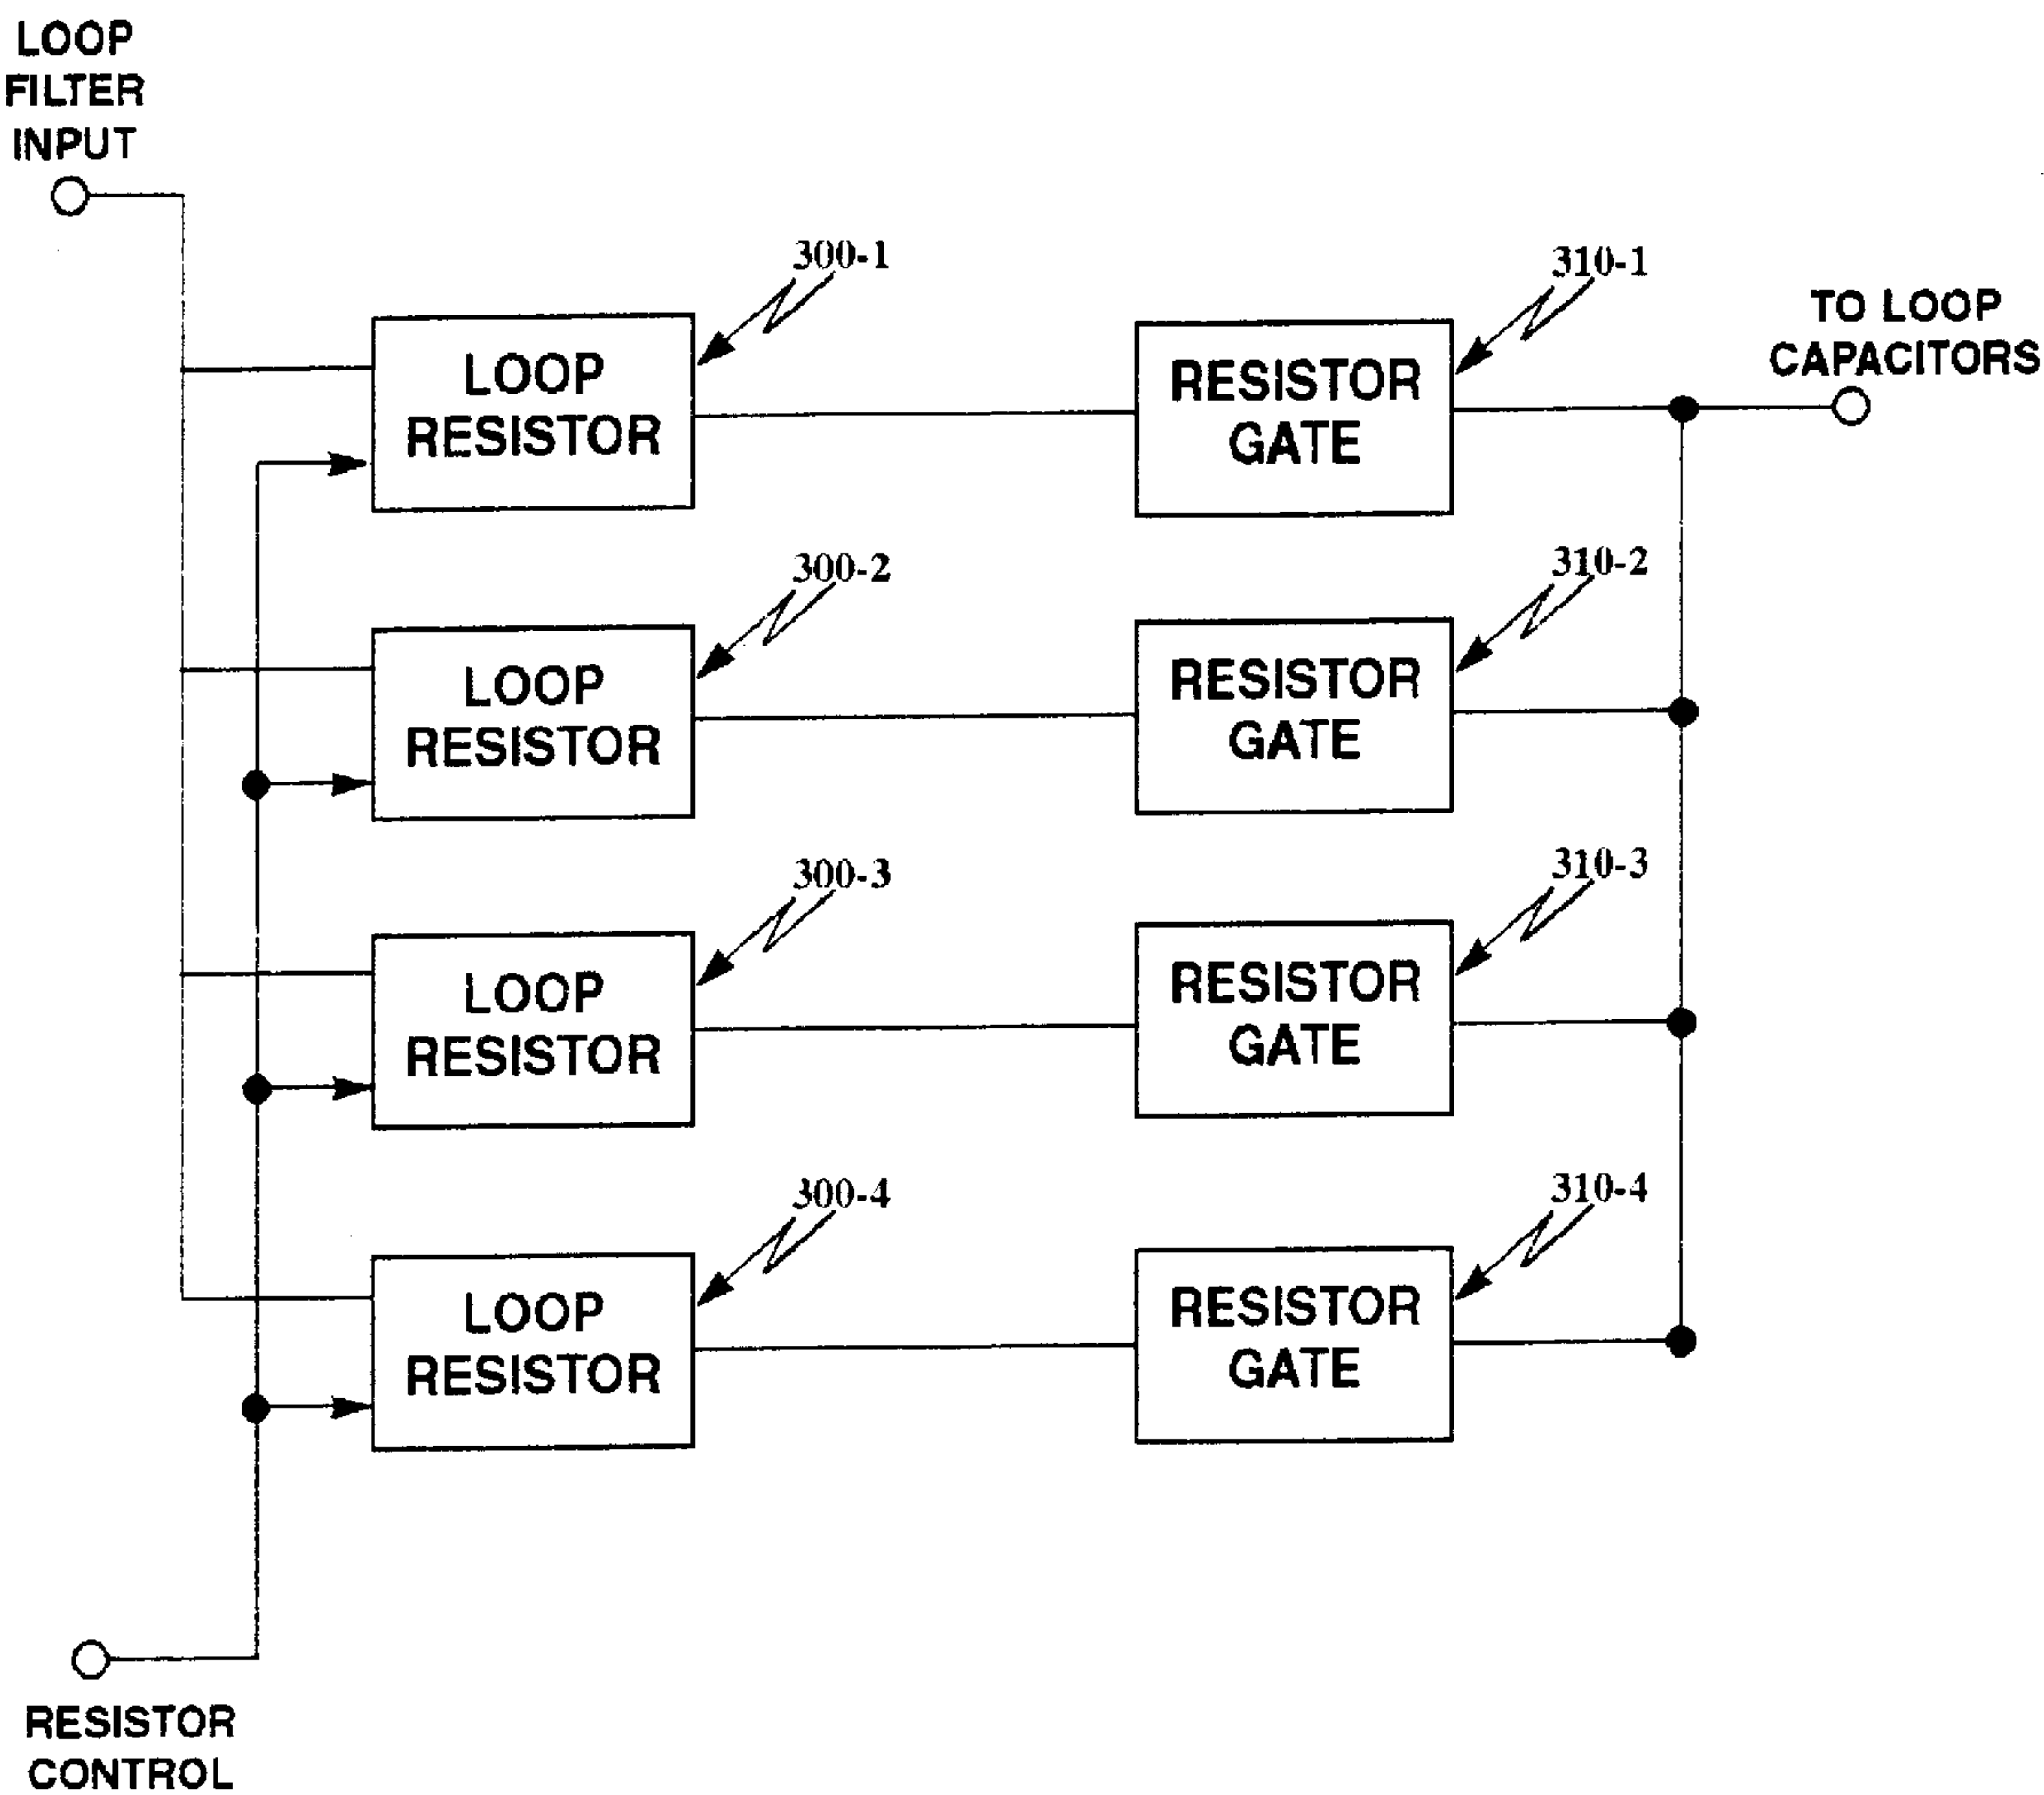 LOOP
FILTER
INPUT
300-1
310-1
TO LOOP
CAPACITORS
LOOP
RESISTOR
RESISTOR
GATE
300-2
310-2
LOOP
RESISTOR
RESISTOR
GATE
300-3
310-3
LOOP
RESISTOR
RESISTOR
GATE
300-4
310-4
LOOP
RESISTOR
RESISTOR
GATE
RESISTOR
CONTROL